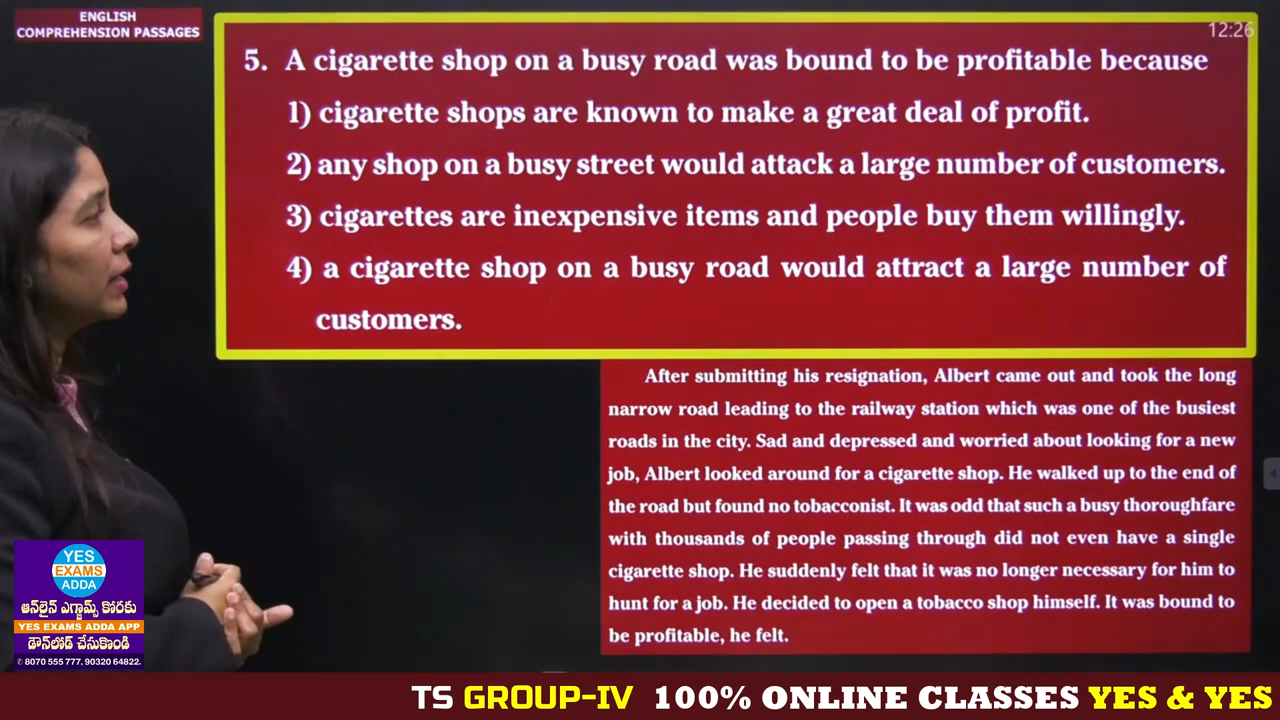 ENGLISH
COMPREHENSION PASSAGES
12:26
5. A cigarette shop on a busy road was bound to be profitable because
1) cigarette shops are known to make a great deal of profit.
2) any shop on a busy street would attack a large number of customers.
3) cigarettes are inexpensive items and people buy them willingly.
4) a cigarette shop on a busy road would attract a large number of
customers.
After submitting his resignation, Albert came out and took the long
narrow road leading to the railway station which was one of the busiest
roads in the city. Sad and depressed and worried about looking for a new
job, Albert looked around for a cigarette shop. He walked up to the end of
the road but found no tobacconist. It was odd that such a busy thoroughfare
with thousands of people passing through did not even have a single
cigarette shop. He suddenly felt that it was no longer necessary for him to
hunt for a job. He decided to open a tobacco shop himself. It was bound to
be profitable, he felt.
YES
EXAMS
ADDA
ఆన్‌లైన్ ఎగ్జామ్స్ కోరకు
YES EXAMS ADDA APP
డౌన్‌లోడ్ చేసుకొండి
✆ 8070 555 777, 90320 64822.
TS GROUP-IV 100% ONLINE CLASSES YES & YES